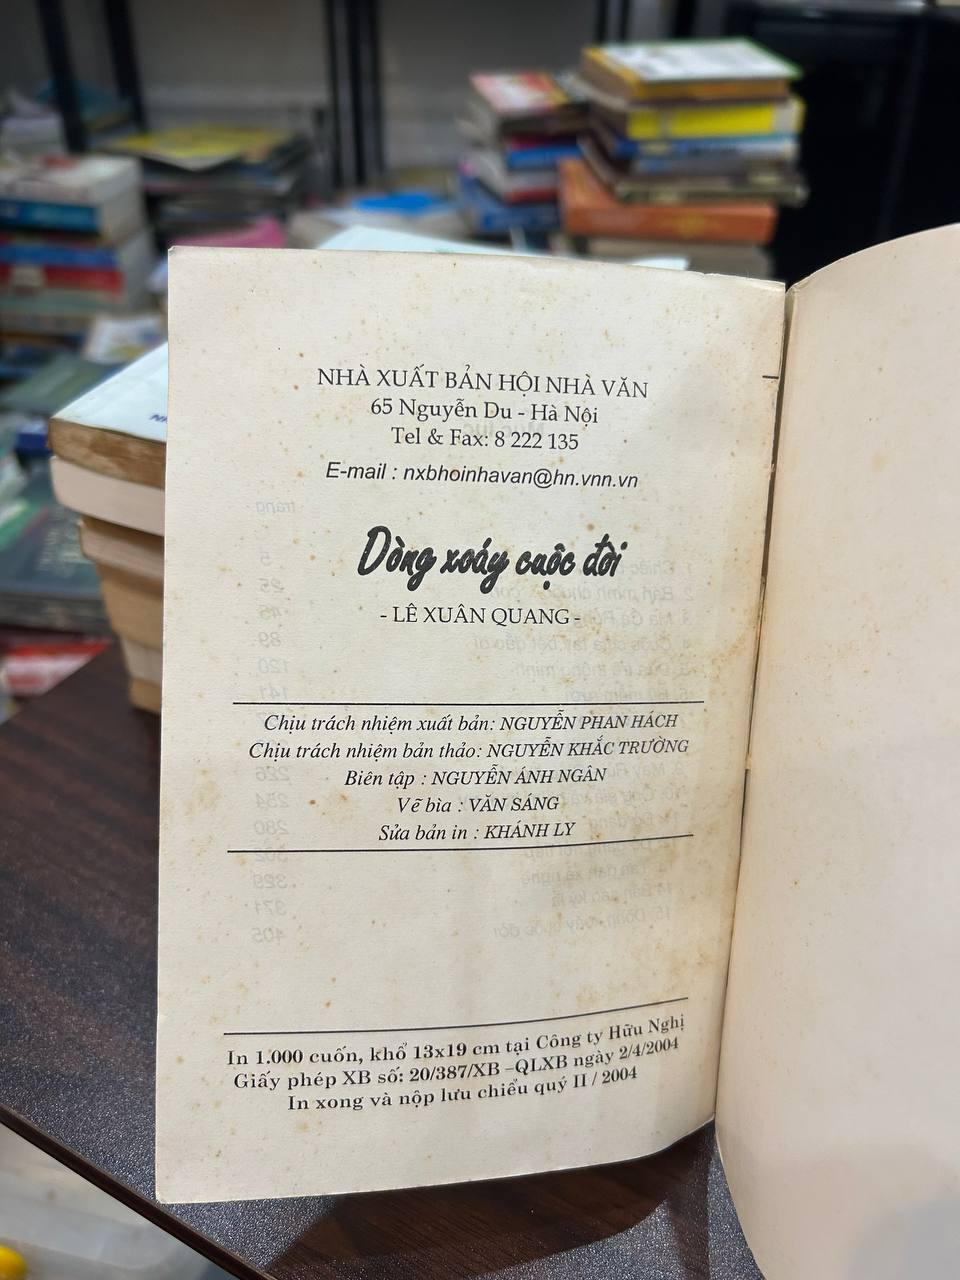 NHÀ XUẤT BẢN HỘI NHÀ VĂN
65 Nguyễn Du - Hà Nội
Tel & Fax: 8 222 135
E-mail : nxbhoinhavan@hn.vnn.vn
Dòng xoáy cuộc đời
- LÊ XUÂN QUANG -
Chịu trách nhiệm xuất bản: NGUYỄN PHAN HÁCH
Chịu trách nhiệm bản thảo: NGUYỄN KHẮC TRƯỜNG
Biên tập : NGUYỄN ÁNH NGÂN
Vẽ bìa : VĂN SÁNG
Sửa bản in : KHÁNH LY
In 1.000 cuốn, khổ 13x19 cm tại Công ty Hữu Nghị
Giấy phép XB số: 20/387/XB –QLXB ngày 2/4/2004
In xong và nộp lưu chiểu quý II / 2004